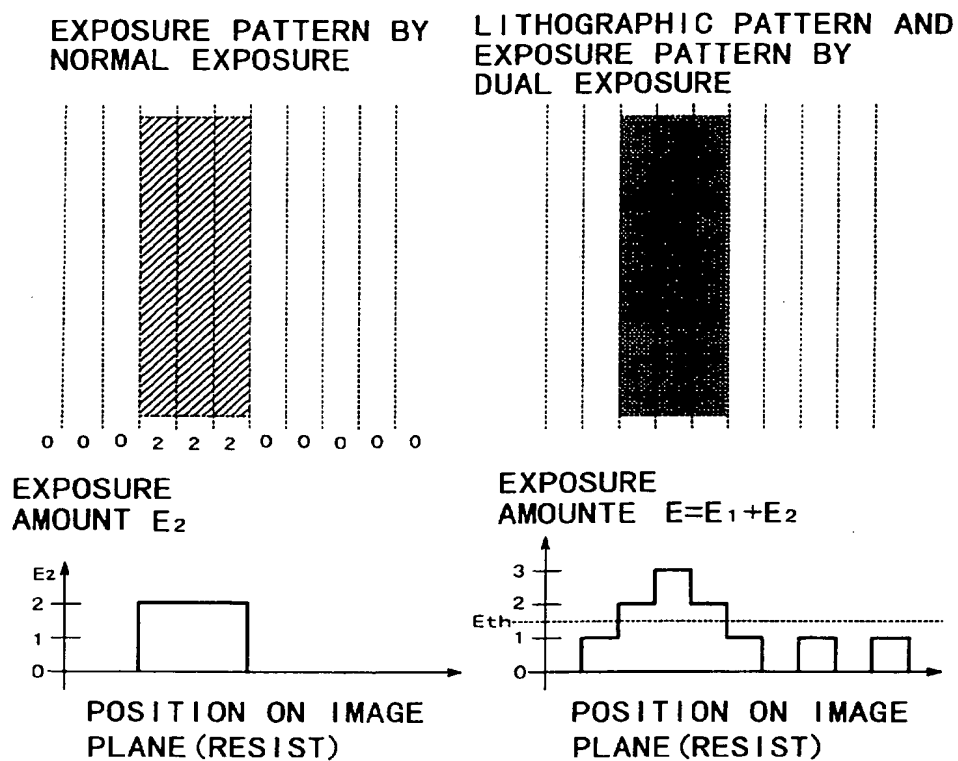 EXPOSURE PATTERN BY
NORMAL EXPOSURE
LITHOGRAPHIC PATTERN AND
EXPOSURE PATTERN BY
DUAL EXPOSURE
0 0 0 2 2 2 0 0 0 0 0
EXPOSURE
AMOUNT E2
E2
2
1
0
POSITION ON IMAGE
PLANE(RESIST)
EXPOSURE
AMOUNTE E=E1+E2
3
2
Eth
1
0
POSITION ON IMAGE
PLANE(RESIST)